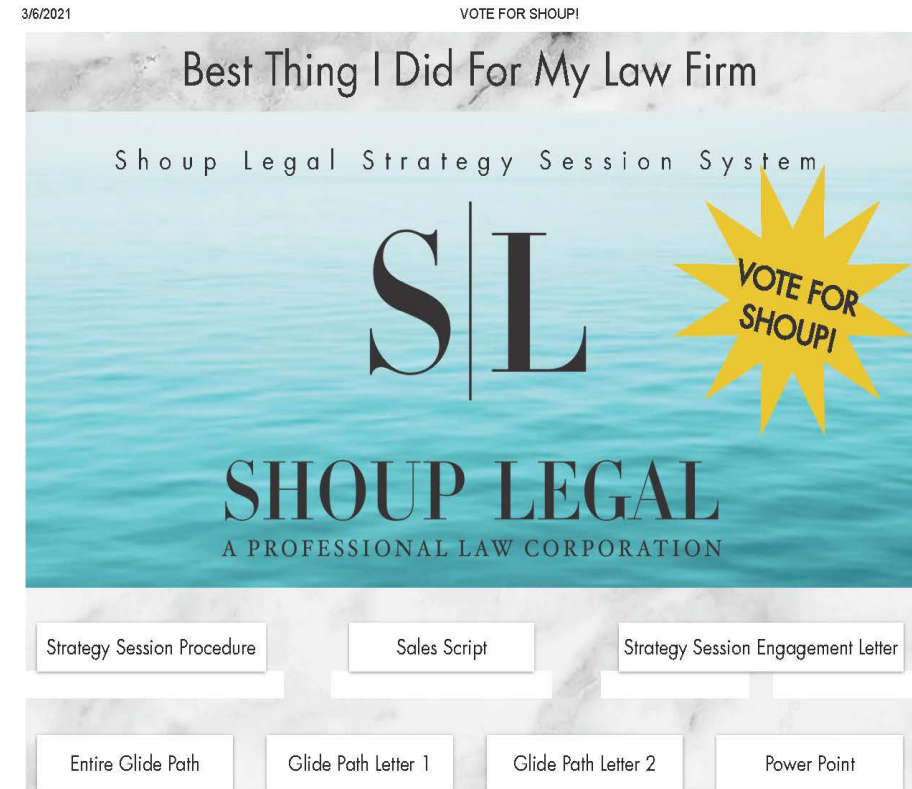 3/6/2021 VOTE FOR SHOUP!
Best Thing I Did For My Law Firm
Shoup Legal Strategy Session System
S|L
VOTE FOR
SHOUP!
SHOUP LEGAL
A PROFESSIONAL LAW CORPORATION
Strategy Session Procedure Sales Script Strategy Session Engagement Letter
Entire Glide Path Glide Path Letter 1 Glide Path Letter 2 Power Point